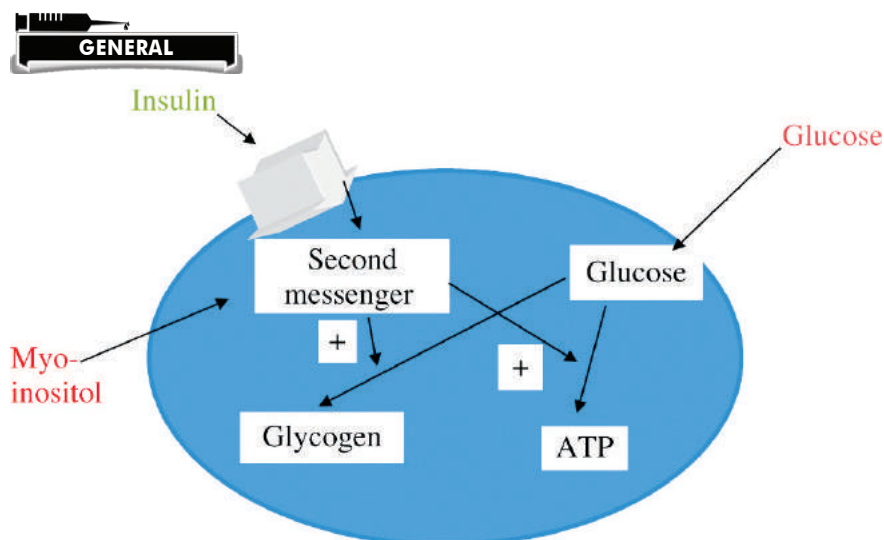 GENERAL
Insulin
Glucose
Second
messenger
Glucose
+
+
Myo-
inositol
Glycogen
ATP